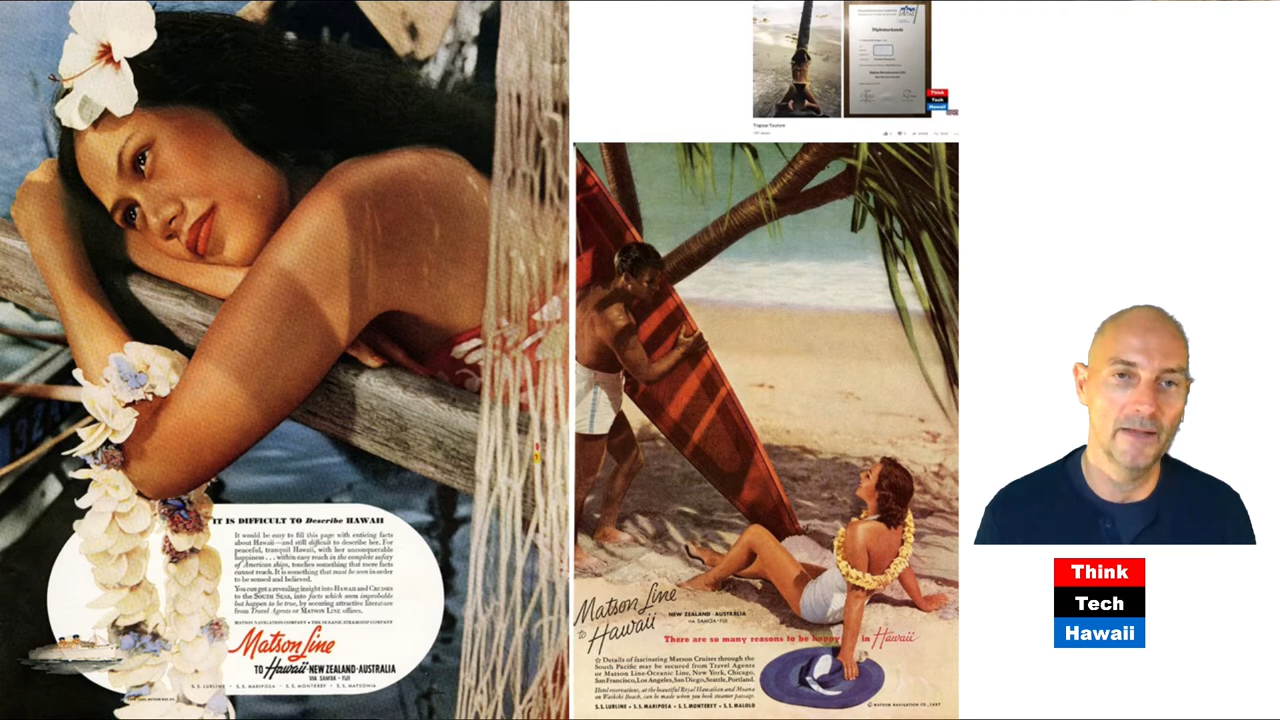 IT IS DIFFICULT TO Describe HAWAII
It would be easy to fill this page with enticing facts
about Hawaii—and still difficult to describe her. For
peaceful, tranquil Hawaii, with her unconquerable
happiness . . . within easy reach in the complete safety
of American ships, touches something that mere facts
cannot reach. It is something that must be seen in order
to be sensed and believed.
You can get a revealing insight into HAWAII and CRUISES
to the SOUTH SEAS, into facts which seem improbable
but happen to be true, by securing attractive literature
from Travel Agents or MATSON LINE offices.
MATSON NAVIGATION COMPANY • THE OCEANIC STEAMSHIP COMPANY
Matson Line
TO Hawaii • NEW ZEALAND • AUSTRALIA
VIA SAMOA • FIJI
S. S. LURLINE • S. S. MARIPOSA • S. S. MONTEREY • S. S. MATSONIA
Diplomurkunde
Think
Tech
Hawaii
Tropical Tourism
Matson Line
to Hawaii
NEW ZEALAND • AUSTRALIA
VIA SAMOA • FIJI
There are so many reasons to be happy in Hawaii
☆ Details of fascinating Matson Cruises through the
South Pacific may be secured from Travel Agents
or Matson Line-Oceanic Line, New York, Chicago,
San Francisco, Los Angeles, San Diego, Seattle, Portland.
Hotel reservations, at the beautiful Royal Hawaiian and Moana
on Waikiki Beach, can be made when you book steamer passage.
S. S. LURLINE • S. S. MARIPOSA • S. S. MONTEREY • S. S. MALOLO
© MATSON NAVIGATION CO., 1937
Think
Tech
Hawaii